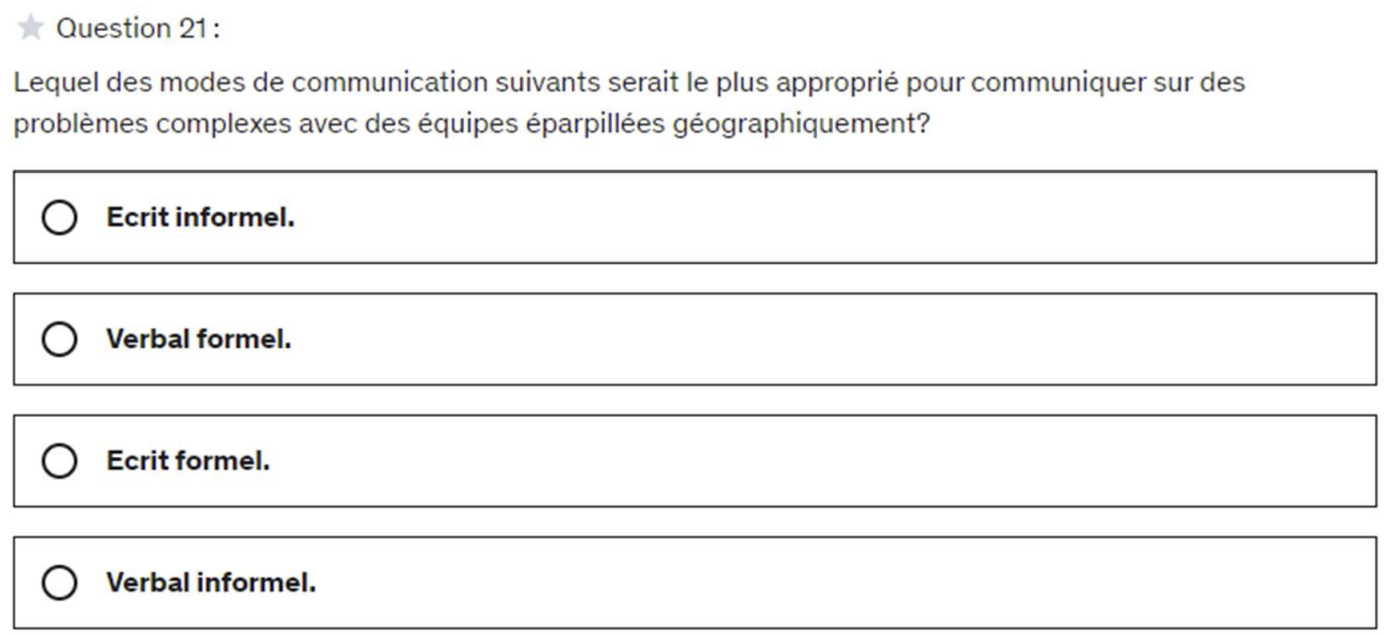 Question 21 :
Lequel des modes de communication suivants serait le plus approprié pour communiquer sur des
problèmes complexes avec des équipes éparpillées géographiquement?
Ecrit informel.
Verbal formel.
Ecrit formel.
Verbal informel.